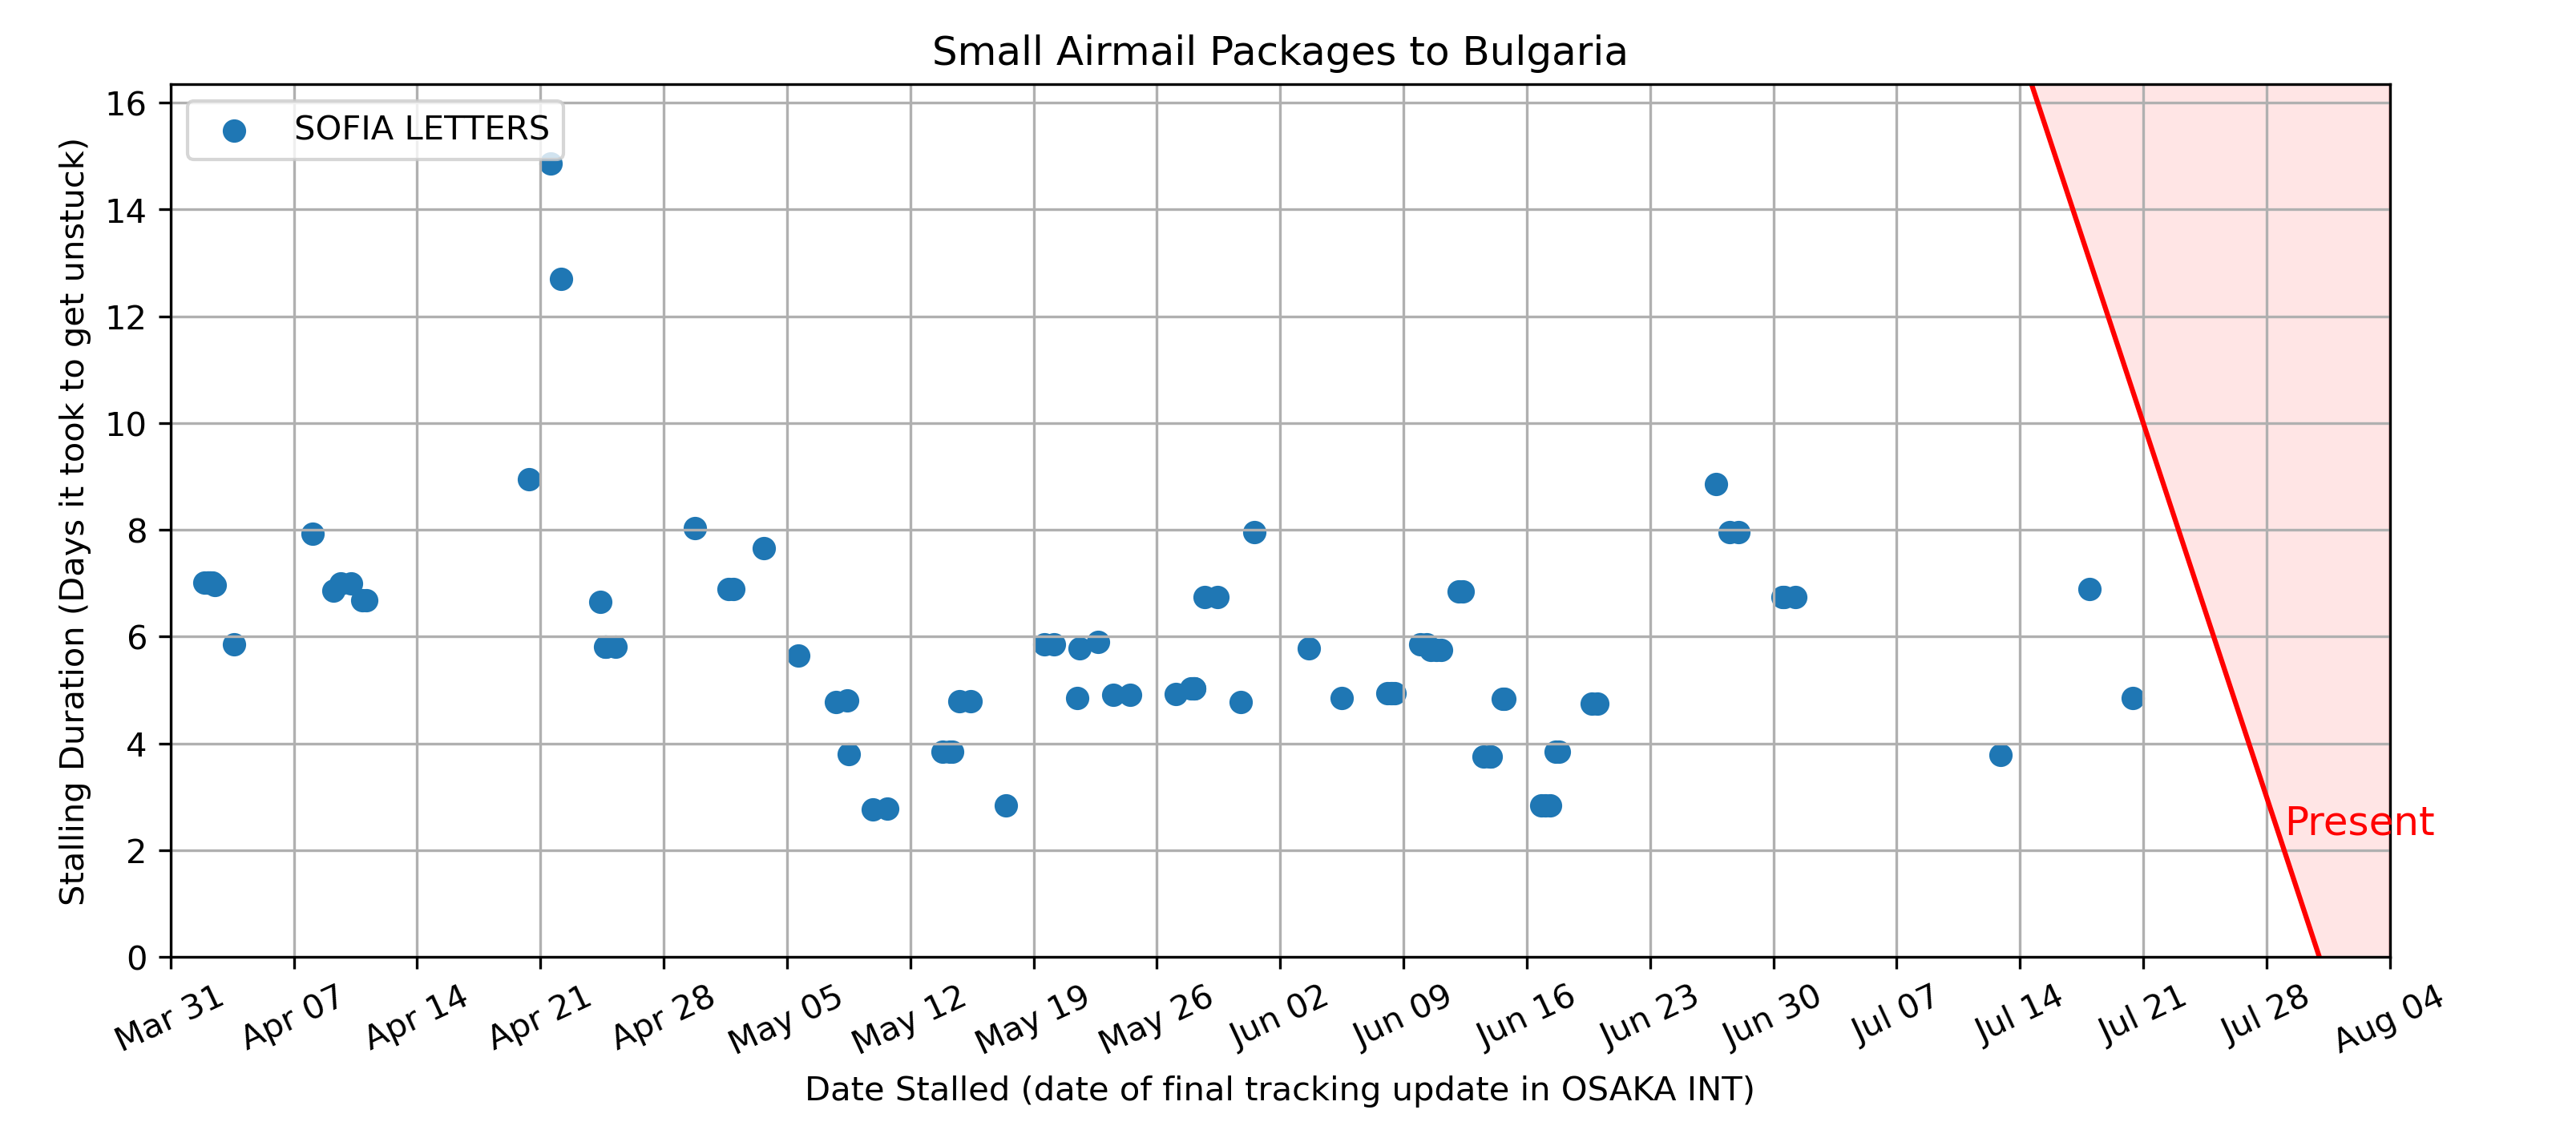 Small Airmail Packages to Bulgaria
SOFIA LETTERS
Stalling Duration (Days it took to get unstuck)
16
14
12
10
8
6
4
2
0
Present
Mar 31
Apr 07
Apr 14
Apr 21
Apr 28
May 05
May 12
May 19
May 26
Jun 02
Jun 09
Jun 16
Jun 23
Jun 30
Jul 07
Jul 14
Jul 21
Jul 28
Aug 04
Date Stalled (date of final tracking update in OSAKA INT)